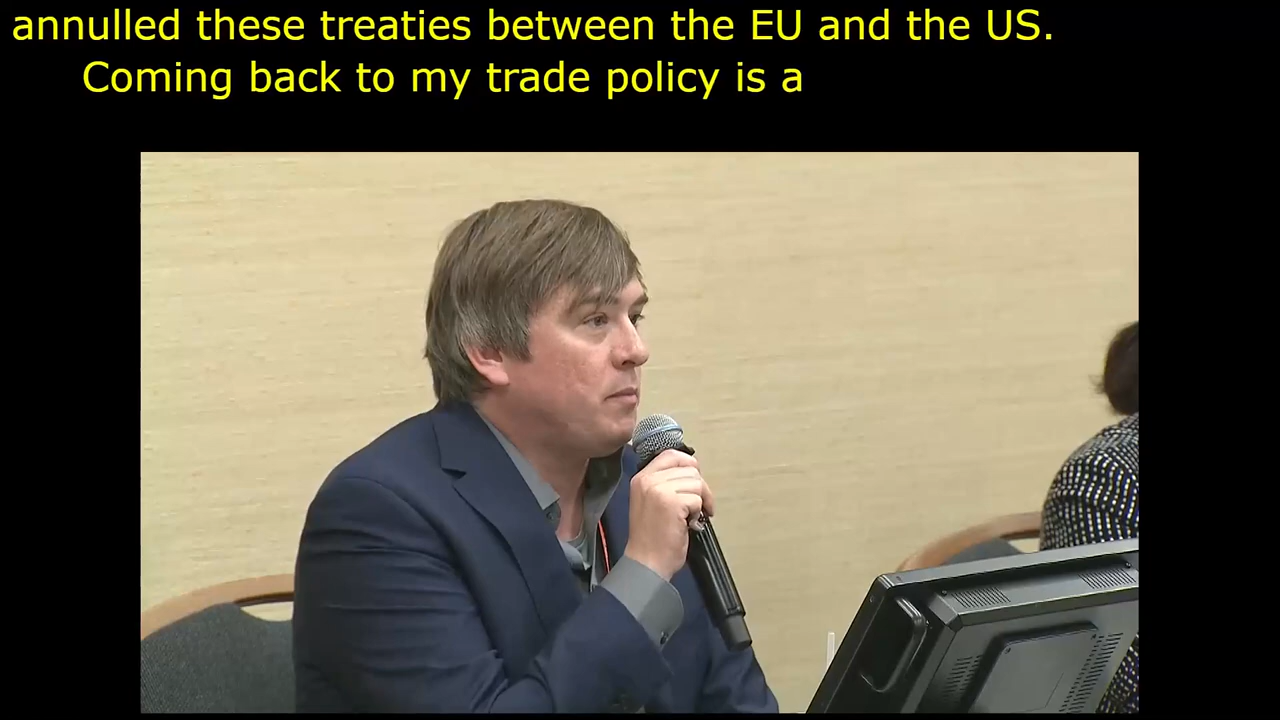 annulled these treaties between the EU and the US.
Coming back to my trade policy is a